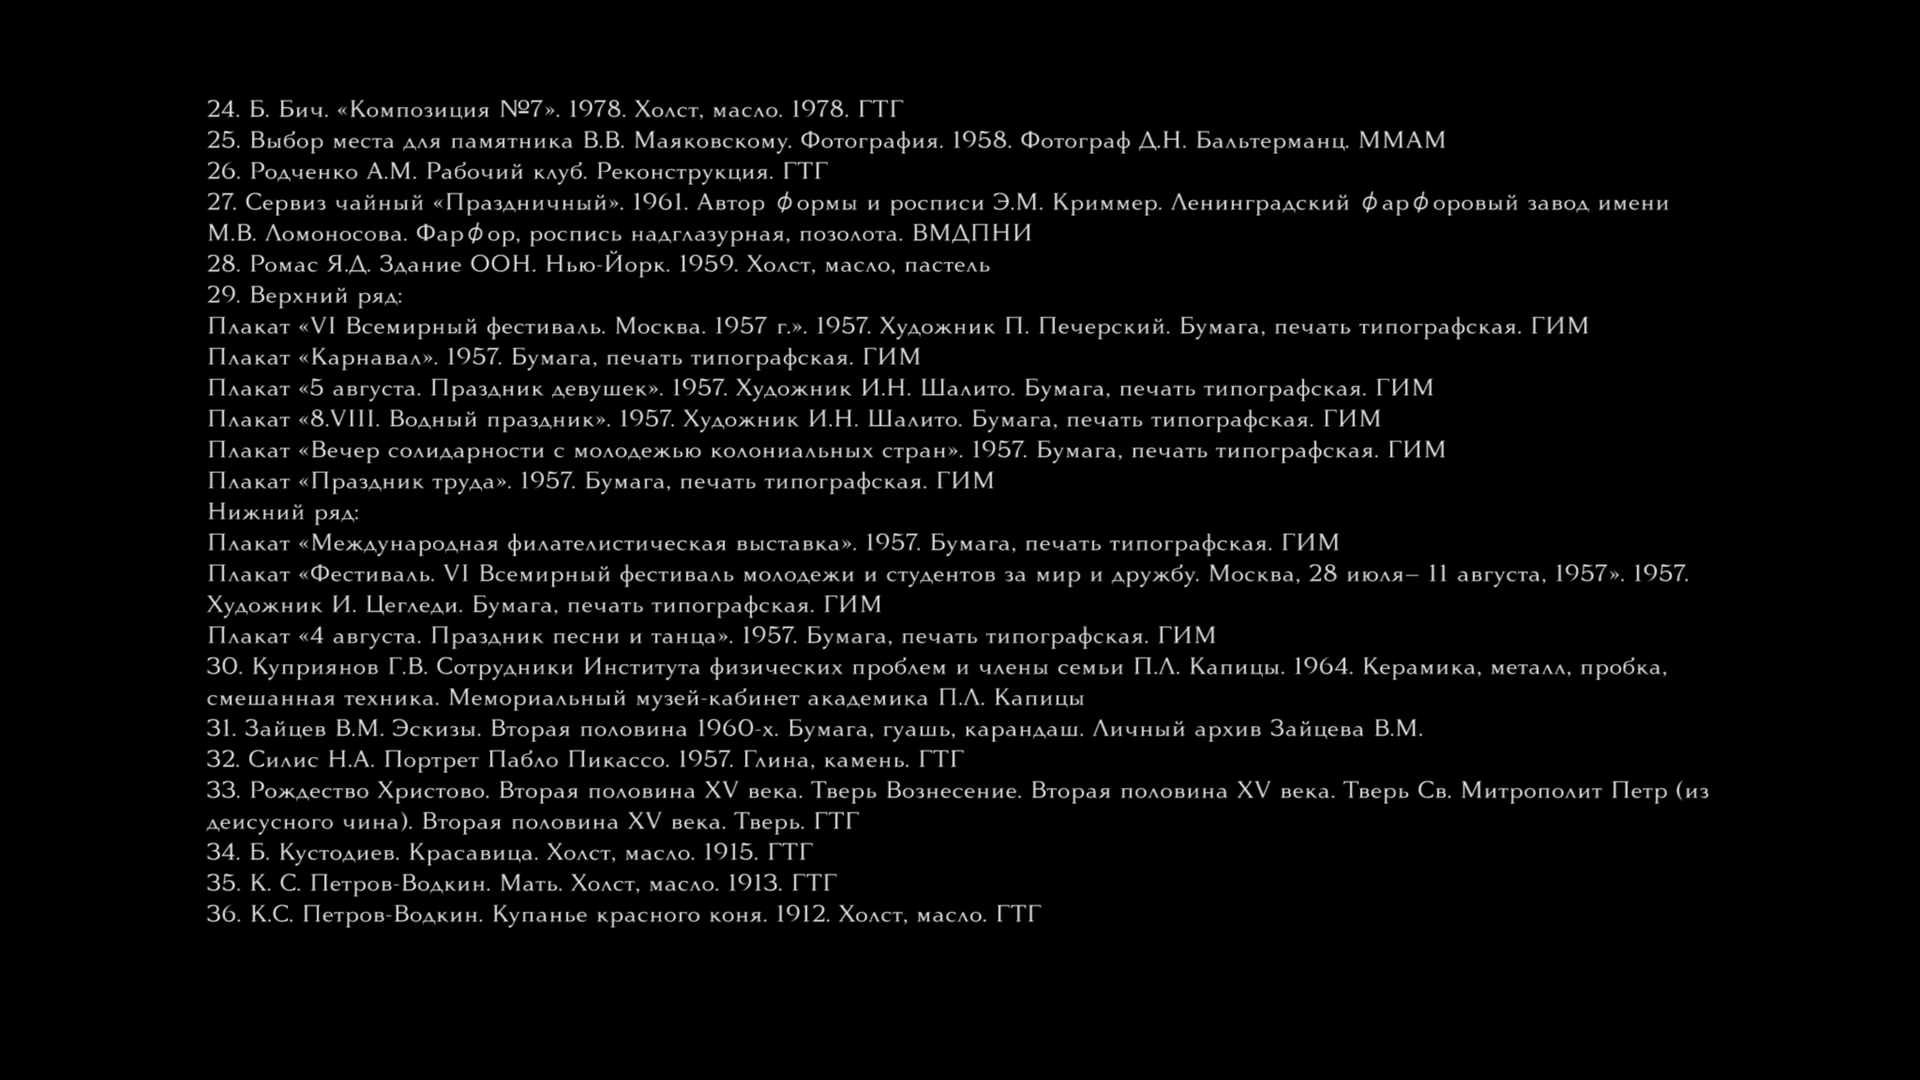 24. Б. Бич. «Композиция №7». 1978. Холст, масло. 1978. ГТГ
25. Выбор места для памятника В.В. Маяковскому. Фотография. 1958. Фотограф Д.Н. Бальтерманц. ММАМ
26. Родченко А.М. Рабочий клуб. Реконструкция. ГТГ
27. Сервиз чайный «Праздничный». 1961. Автор формы и росписи Э.М. Криммер. Ленинградский фарфоровый завод имени
М.В. Ломоносова. Фарфор, роспись надглазурная, позолота. ВМДПНИ
28. Ромас Я.Д. Здание ООН. Нью-Йорк. 1959. Холст, масло, пастель
29. Верхний ряд:
Плакат «VI Всемирный фестиваль. Москва. 1957 г.». 1957. Художник П. Печерский. Бумага, печать типографская. ГИМ
Плакат «Карнавал». 1957. Бумага, печать типографская. ГИМ
Плакат «5 августа. Праздник девушек». 1957. Художник И.Н. Шалито. Бумага, печать типографская. ГИМ
Плакат «8.VIII. Водный праздник». 1957. Художник И.Н. Шалито. Бумага, печать типографская. ГИМ
Плакат «Вечер солидарности с молодежью колониальных стран». 1957. Бумага, печать типографская. ГИМ
Плакат «Праздник труда». 1957. Бумага, печать типографская. ГИМ
Нижний ряд:
Плакат «Международная филателистическая выставка». 1957. Бумага, печать типографская. ГИМ
Плакат «Фестиваль. VI Всемирный фестиваль молодежи и студентов за мир и дружбу. Москва, 28 июля– 11 августа, 1957». 1957.
Художник И. Цегледи. Бумага, печать типографская. ГИМ
Плакат «4 августа. Праздник песни и танца». 1957. Бумага, печать типографская. ГИМ
30. Куприянов Г.В. Сотрудники Института физических проблем и члены семьи П.Л. Капицы. 1964. Керамика, металл, пробка,
смешанная техника. Мемориальный музей-кабинет академика П.Л. Капицы
31. Зайцев В.М. Эскизы. Вторая половина 1960-х. Бумага, гуашь, карандаш. Личный архив Зайцева В.М.
32. Силис Н.А. Портрет Пабло Пикассо. 1957. Глина, камень. ГТГ
33. Рождество Христово. Вторая половина XV века. Тверь Вознесение. Вторая половина XV века. Тверь Св. Митрополит Петр (из
деисусного чина). Вторая половина XV века. Тверь. ГТГ
34. Б. Кустодиев. Красавица. Холст, масло. 1915. ГТГ
35. К. С. Петров-Водкин. Мать. Холст, масло. 1913. ГТГ
36. К.С. Петров-Водкин. Купанье красного коня. 1912. Холст, масло. ГТГ